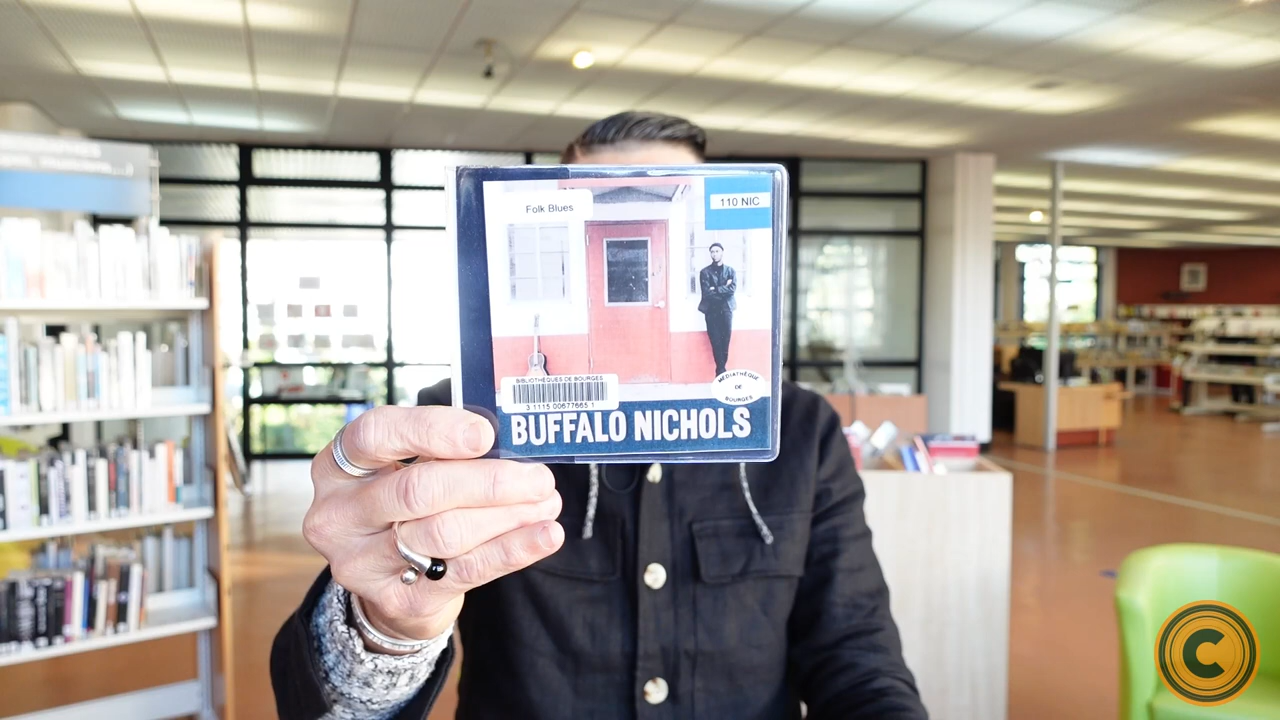 Folk Blues
110 NIC
BIBLIOTHEQUES DE BOURGES
3 1115 00677665 1
MÉDIATHÈQUE
DE
BOURGES
BUFFALO NICHOLS
C